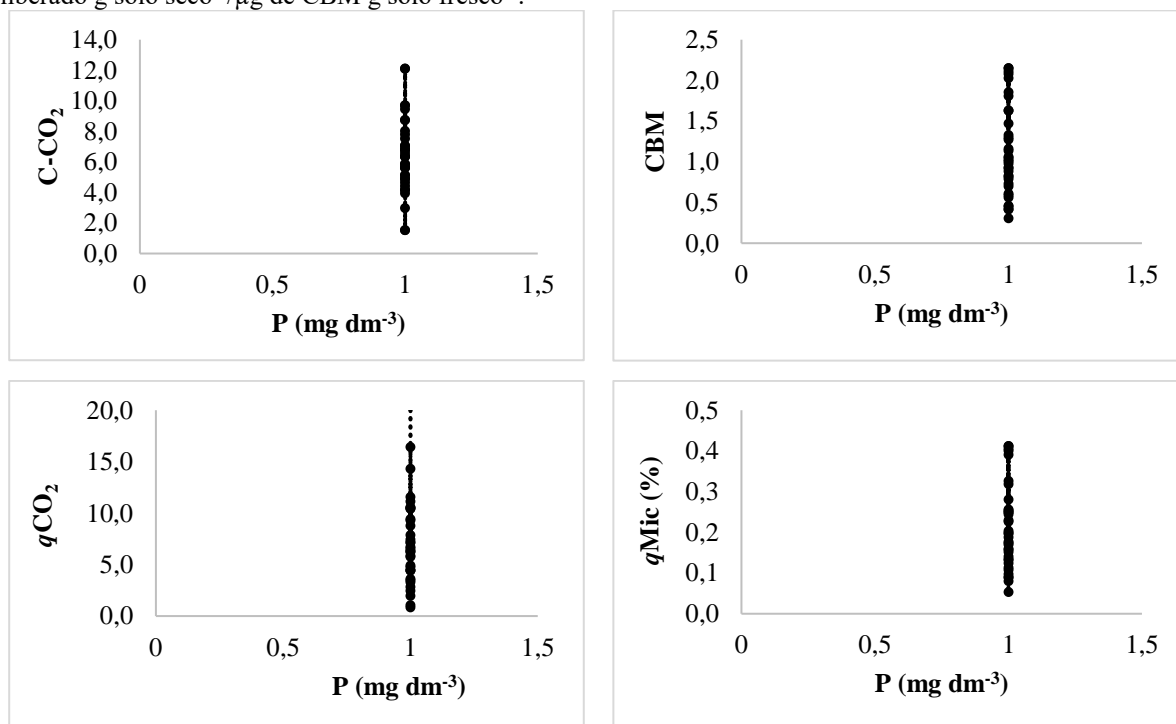 liberado g solo seco⁻/µg de CBM g solo fresco⁻ .
14,0
12,0
10,0
8,0
6,0
4,0
2,0
0,0
C-CO₂
0 0,5 1 1,5
P (mg dm⁻³)
2,5
2,0
1,5
1,0
0,5
0,0
CBM
0 0,5 1 1,5
P (mg dm⁻³)
20,0
15,0
10,0
5,0
0,0
qCO₂
0 0,5 1 1,5
P (mg dm⁻³)
0,5
0,4
0,3
0,2
0,1
0,0
qMic (%)
0 0,5 1 1,5
P (mg dm⁻³)